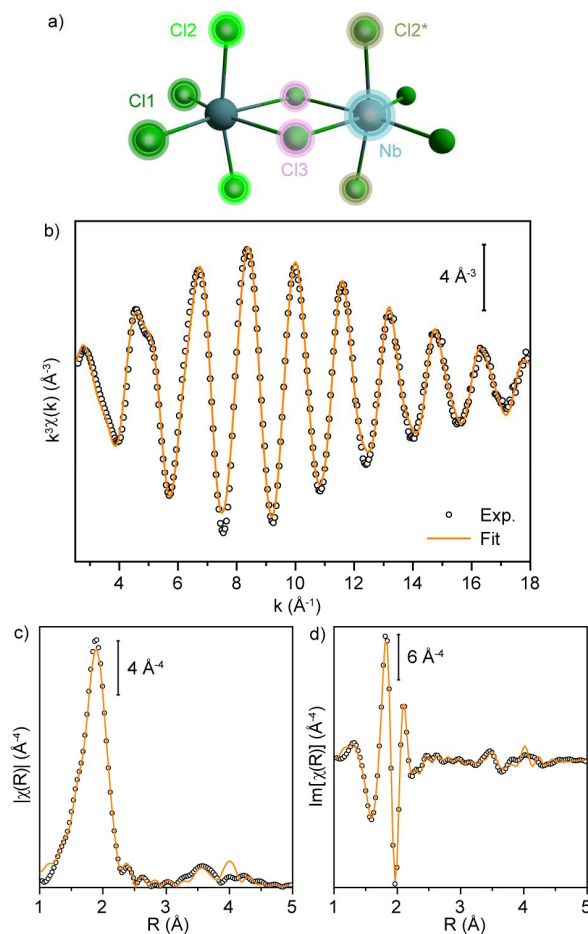 a)
Cl2
Cl2*
Cl1
Cl3
Nb
b)
4 Å⁻³
k³χ(k) (Å⁻³)
Exp.
Fit
4 6 8 10 12 14 16 18
k (Å⁻¹)
c)
4 Å⁻⁴
|χ(R)| (Å⁻⁴)
1 2 3 4 5
R (Å)
d)
6 Å⁻⁴
Im[χ(R)] (Å⁻⁴)
1 2 3 4 5
R (Å)